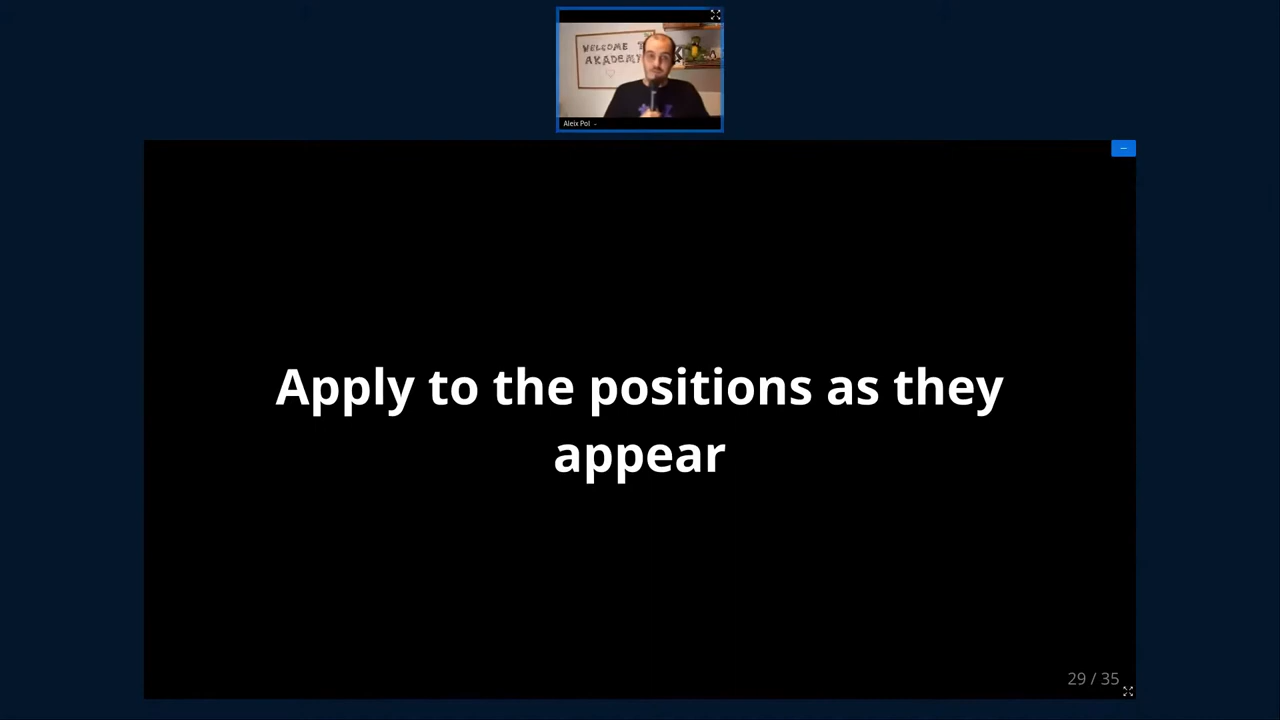 WELCOME T
AKADEMY
Aleix Pol
Apply to the positions as they
appear
29 / 35